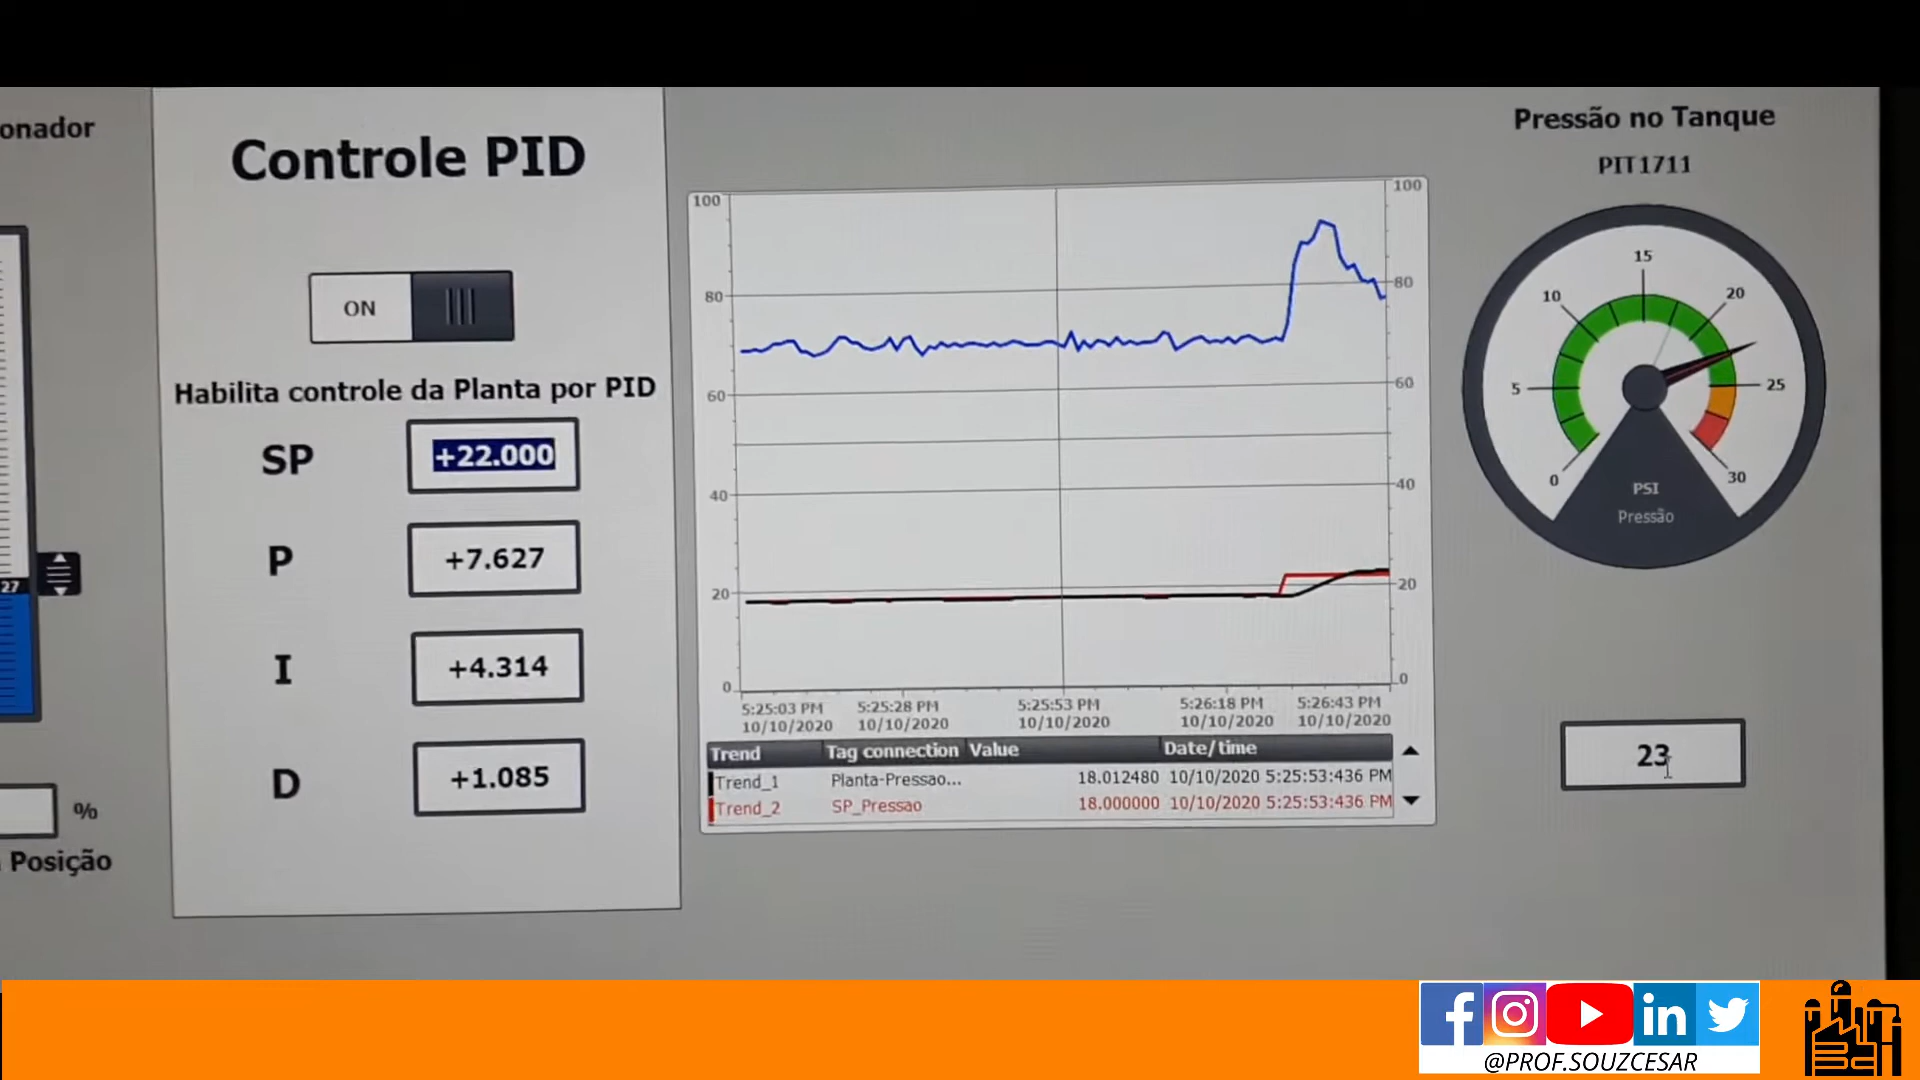 onador
27
%
Posição
Controle PID
ON
Habilita controle da Planta por PID
SP +22.000
P +7.627
I +4.314
D +1.085
100 100
80 80
60 60
40 40
20 20
0 0
5:25:03 PM 5:25:28 PM 5:25:53 PM 5:26:18 PM 5:26:43 PM
10/10/2020 10/10/2020 10/10/2020 10/10/2020 10/10/2020
Trend Tag connection Value Date/time
Trend_1 Planta-Pressao... 18.012480 10/10/2020 5:25:53:436 PM
Trend_2 SP_Pressao 18.000000 10/10/2020 5:25:53:436 PM
Pressão no Tanque
PIT1711
0 5 10 15 20 25 30
PSI
Pressão
23
@PROF.SOUZCESAR